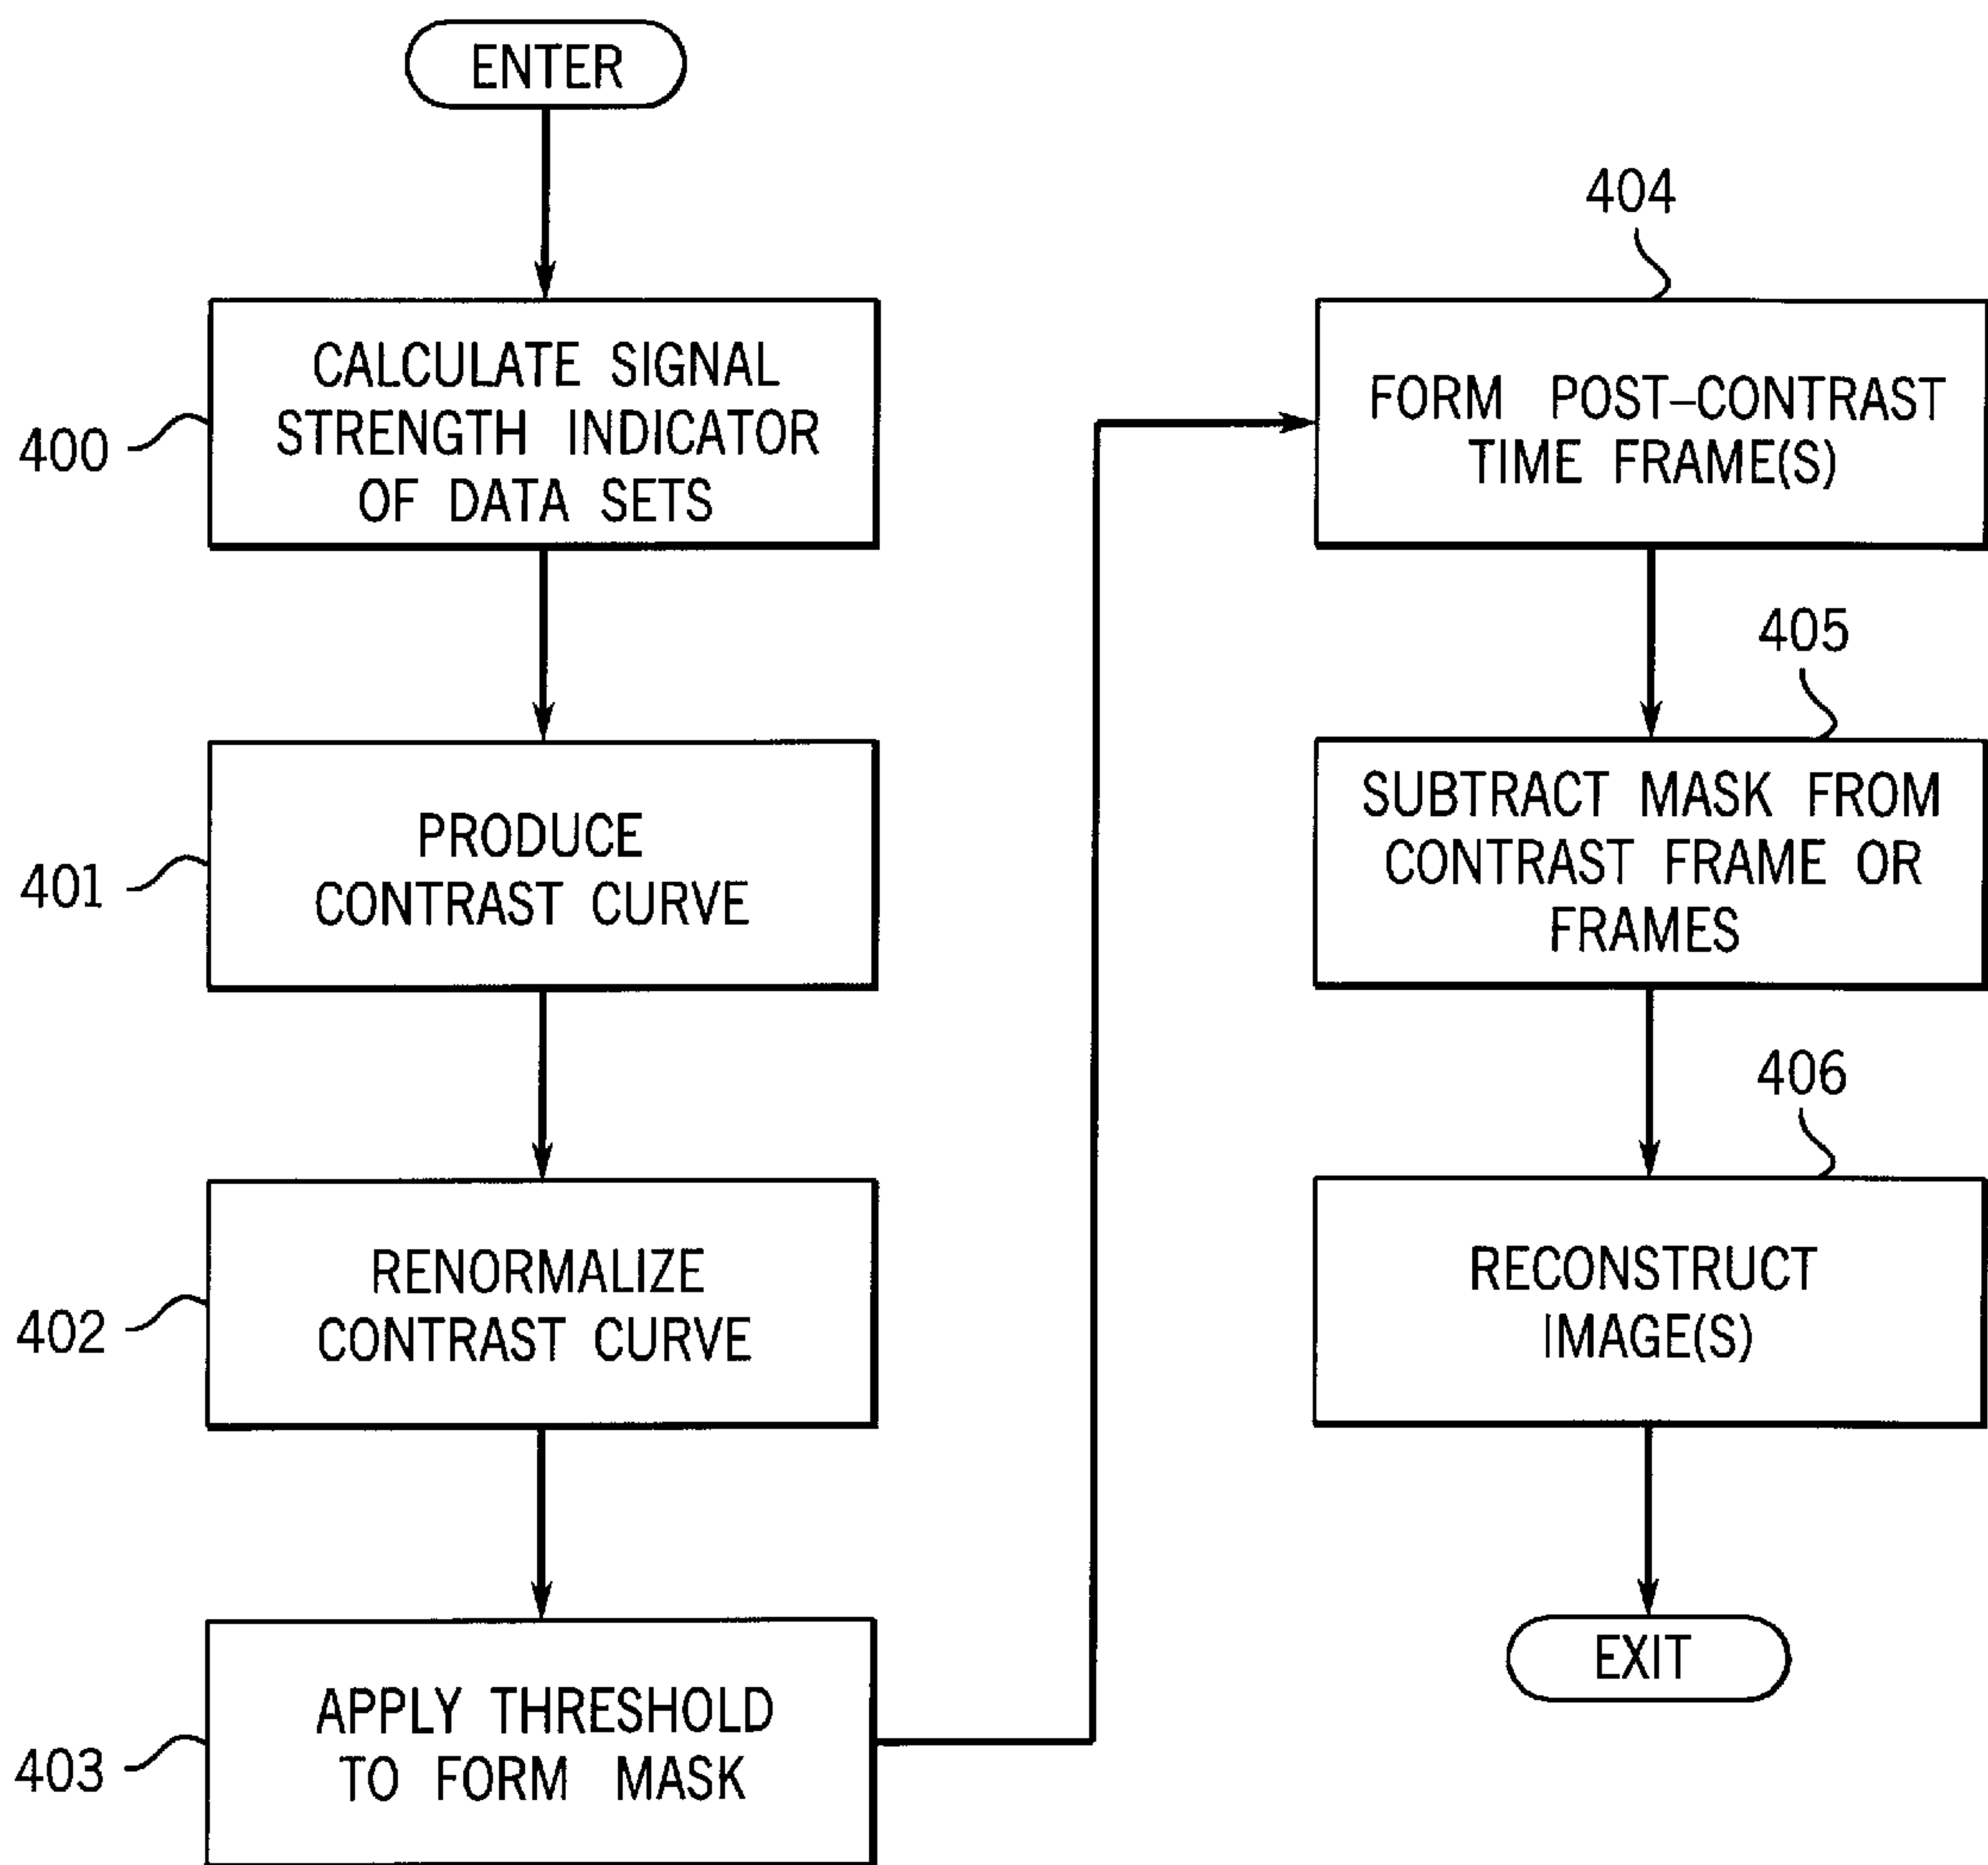 ENTER
400
CALCULATE SIGNAL
STRENGTH INDICATOR
OF DATA SETS
401
PRODUCE
CONTRAST CURVE
402
RENORMALIZE
CONTRAST CURVE
403
APPLY THRESHOLD
TO FORM MASK
404
FORM POST-CONTRAST
TIME FRAME(S)
405
SUBTRACT MASK FROM
CONTRAST FRAME OR
FRAMES
406
RECONSTRUCT
IMAGE(S)
EXIT